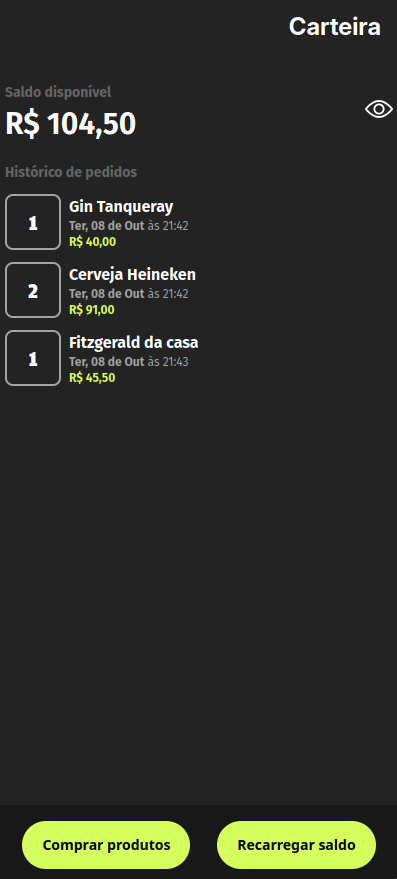 Carteira
Saldo disponível
R$ 104,50
Histórico de pedidos
1
Gin Tanqueray
Ter, 08 de Out às 21:42
R$ 40,00
2
Cerveja Heineken
Ter, 08 de Out às 21:42
R$ 91,00
1
Fitzgerald da casa
Ter, 08 de Out às 21:43
R$ 45,50
Comprar produtos
Recarregar saldo